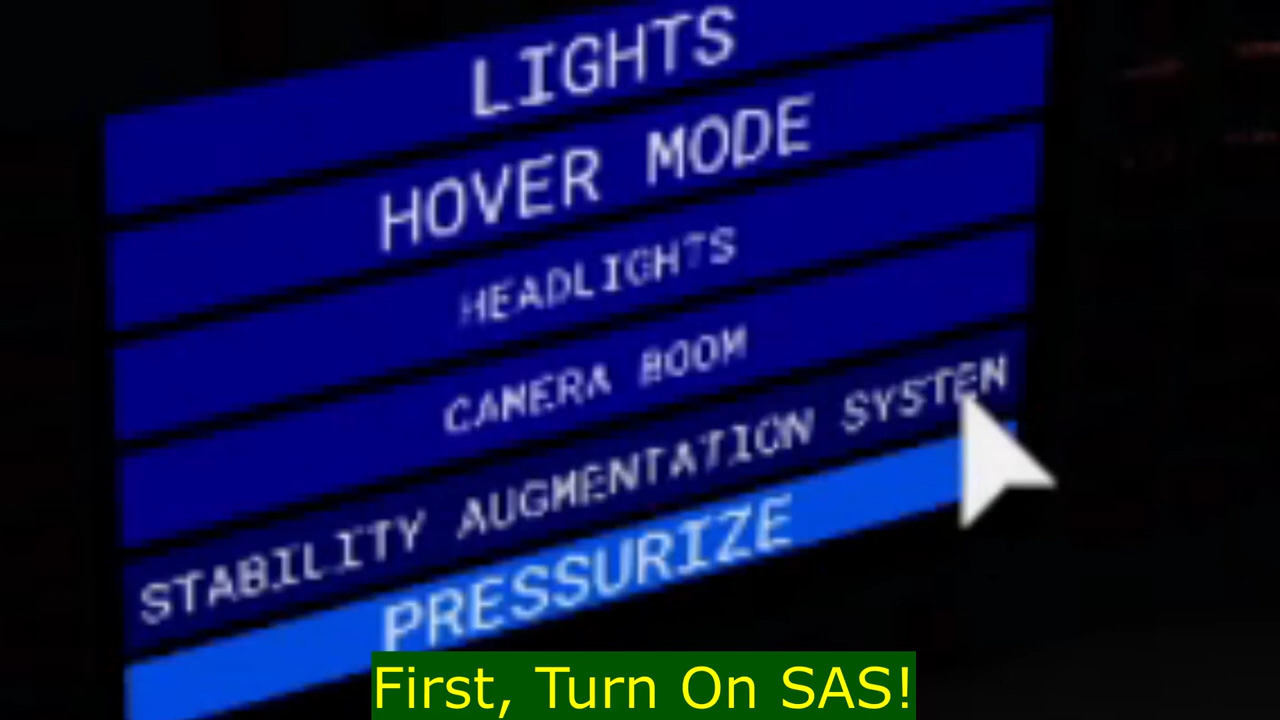 LIGHTS
HOVER MODE
HEADLIGHTS
CAMERA BOOM
STABILITY AUGMENTATION SYSTEM
PRESSURIZE
First, Turn On SAS!